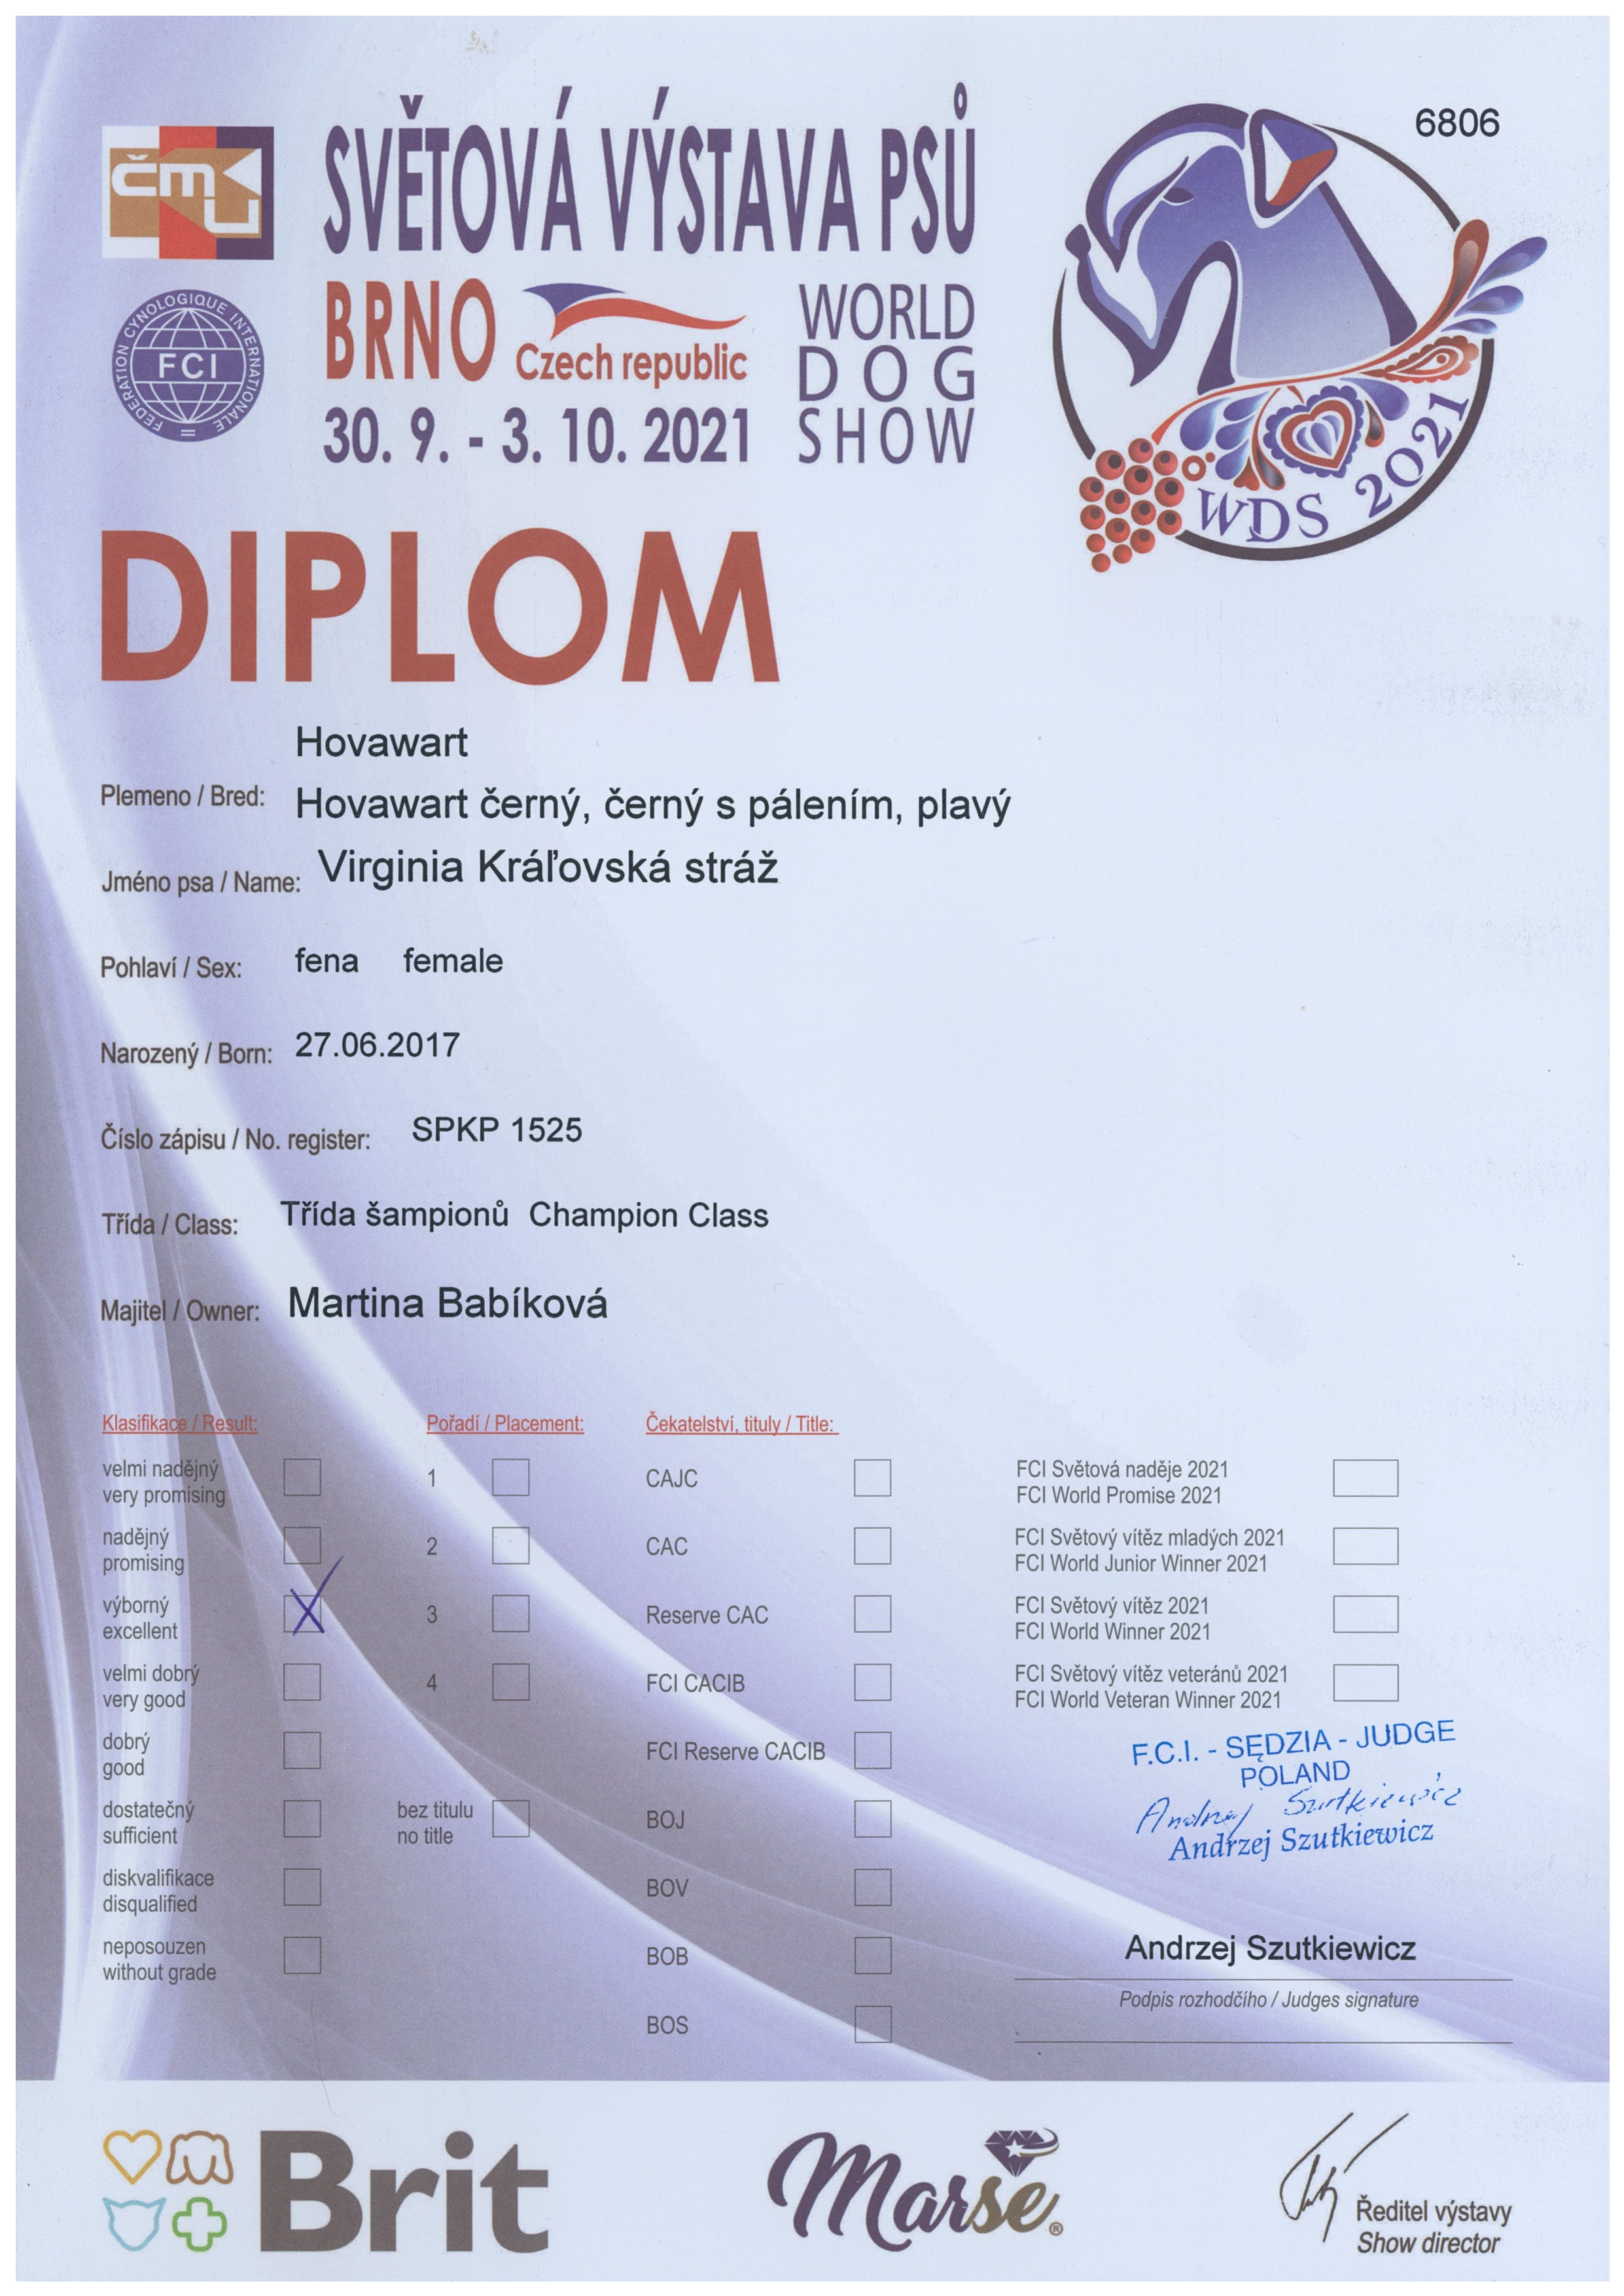 6806
ČMKU
SVĚTOVÁ VÝSTAVA PSŮ
FEDERATION CYNOLOGIQUE INTERNATIONALE
FCI
BRNO
Czech republic
WORLD
DOG
SHOW
30. 9. - 3. 10. 2021
WDS 2021
DIPLOM
Hovawart
Plemeno / Bred: Hovawart černý, černý s pálením, plavý
Jméno psa / Name: Virginia Kráľovská stráž
Pohlaví / Sex: fena female
Narozený / Born: 27.06.2017
Číslo zápisu / No. register: SPKP 1525
Třída / Class: Třída šampionů Champion Class
Majitel / Owner: Martina Babíková
Klasifikace / Result:
velmi nadějný
very promising
nadějný
promising
výborný
excellent
X
velmi dobrý
very good
dobrý
good
dostatečný
sufficient
diskvalifikace
disqualified
neposouzen
without grade
Pořadí / Placement:
1
2
3
4
bez titulu
no title
Čekatelství, tituly / Title:
CAJC
CAC
Reserve CAC
FCI CACIB
FCI Reserve CACIB
BOJ
BOV
BOB
BOS
FCI Světová naděje 2021
FCI World Promise 2021
FCI Světový vítěz mladých 2021
FCI World Junior Winner 2021
FCI Světový vítěz 2021
FCI World Winner 2021
FCI Světový vítěz veteránů 2021
FCI World Veteran Winner 2021
F.C.I. - SĘDZIA - JUDGE
POLAND
Andrzej Szutkiewicz
Andrzej Szutkiewicz
Andrzej Szutkiewicz
Podpis rozhodčího / Judges signature
Brit
Marse®
Ředitel výstavy
Show director